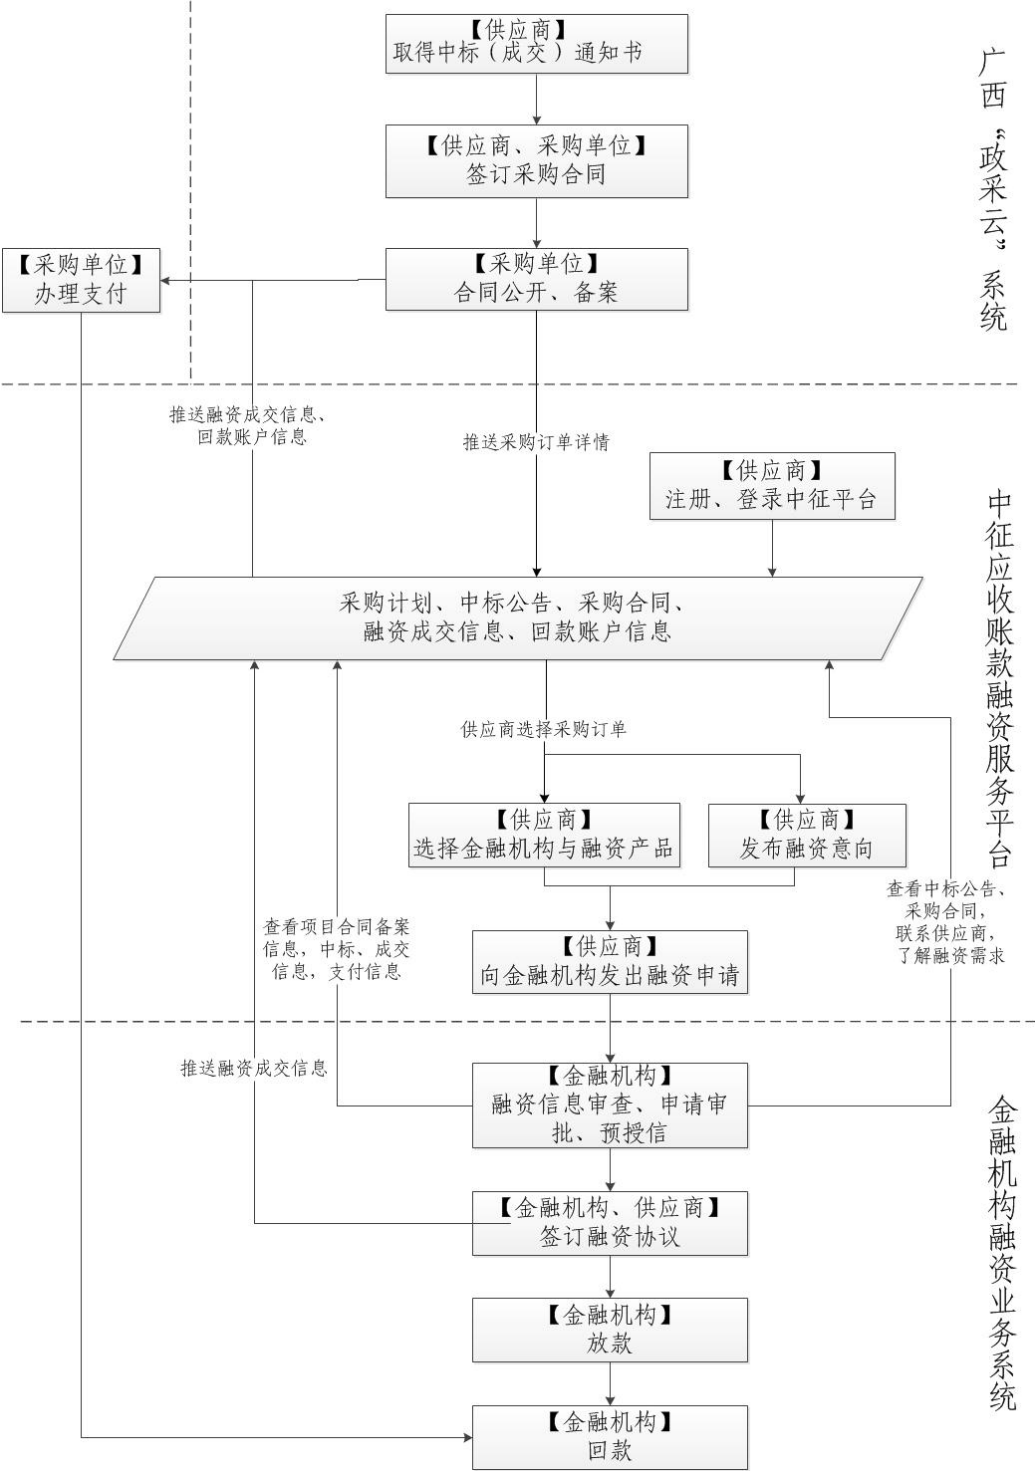 【供应商】
取得中标（成交）通知书
【供应商、采购单位】
签订采购合同
【采购单位】
合同公开、备案
【采购单位】
办理支付
广西“政采云”系统
推送融资成交信息、
回款账户信息
推送采购订单详情
【供应商】
注册、登录中征平台
采购计划、中标公告、采购合同、
融资成交信息、回款账户信息
中征应收账款融资服务平台
供应商选择采购订单
【供应商】
选择金融机构与融资产品
【供应商】
发布融资意向
查看中标公告、
采购合同，
联系供应商，
了解融资需求
查看项目合同备案
信息，中标、成交
信息，支付信息
【供应商】
向金融机构发出融资申请
推送融资成交信息
【金融机构】
融资信息审查、申请审
批、预授信
【金融机构、供应商】
签订融资协议
【金融机构】
放款
【金融机构】
回款
金融机构融资业务系统